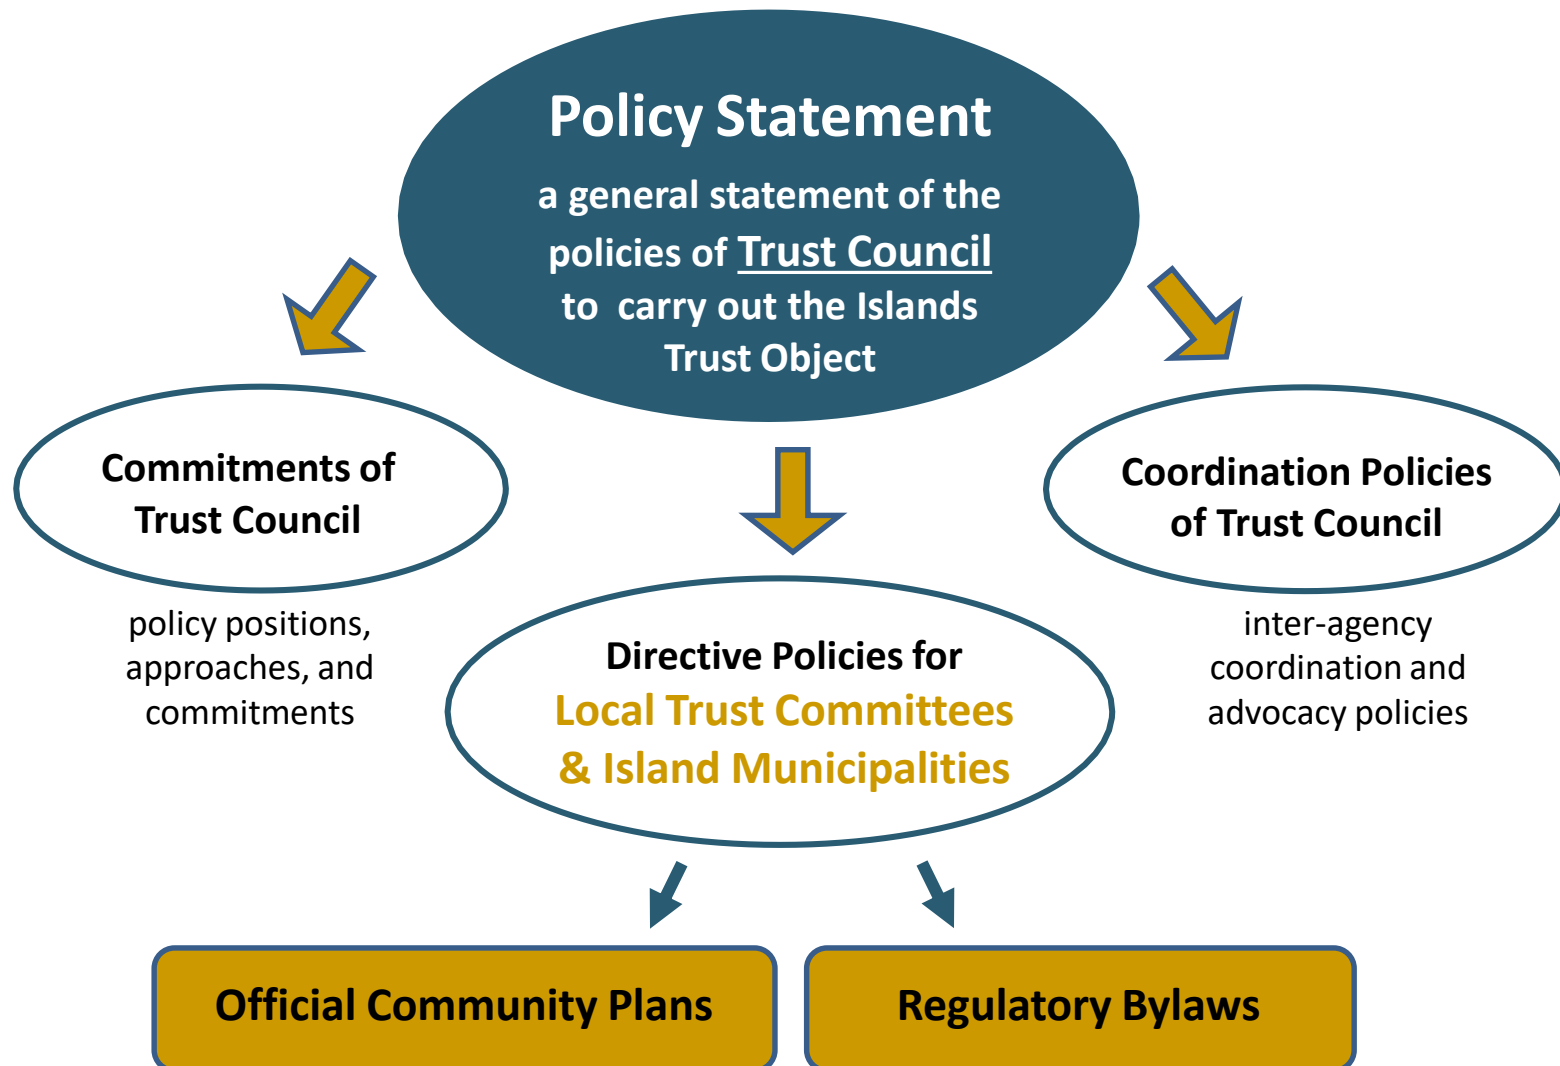 Policy Statement
a general statement of the
policies of Trust Council
to carry out the Islands
Trust Object
Commitments of
Trust Council
policy positions,
approaches, and
commitments
Coordination Policies
of Trust Council
inter-agency
coordination and
advocacy policies
Directive Policies for
Local Trust Committees
& Island Municipalities
Official Community Plans
Regulatory Bylaws